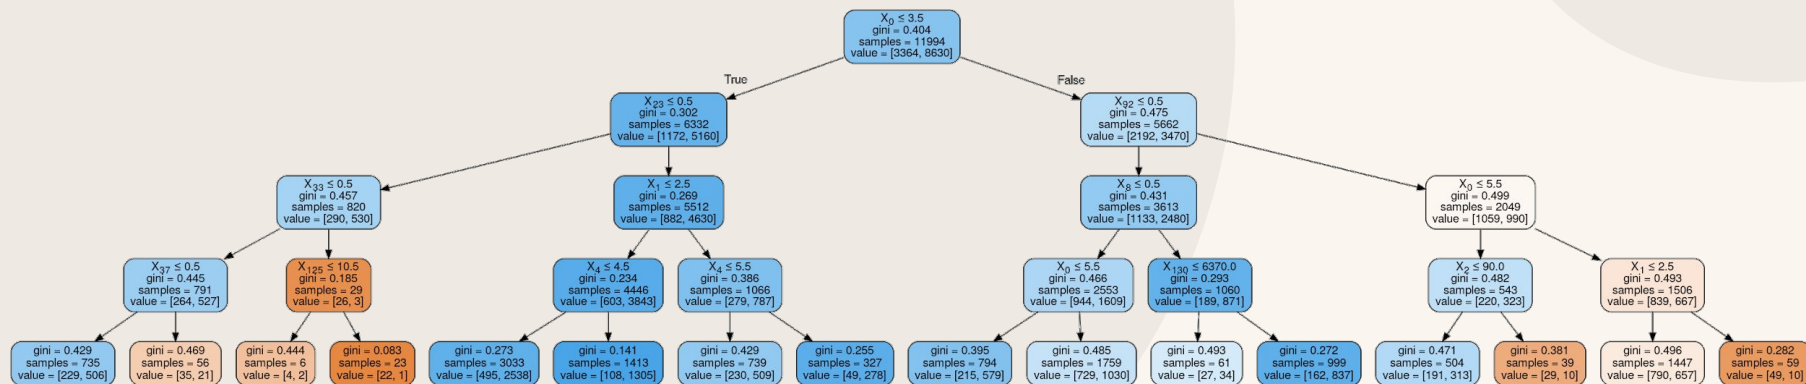 X0 ≤ 3.5
gini = 0.404
samples = 11994
value = [3364, 8630]
True
False
X23 ≤ 0.5
gini = 0.302
samples = 6332
value = [1172, 5160]
X92 ≤ 0.5
gini = 0.475
samples = 5662
value = [2192, 3470]
X33 ≤ 0.5
gini = 0.457
samples = 820
value = [290, 530]
X1 ≤ 2.5
gini = 0.269
samples = 5512
value = [882, 4630]
X8 ≤ 0.5
gini = 0.431
samples = 3613
value = [1133, 2480]
X0 ≤ 5.5
gini = 0.499
samples = 2049
value = [1059, 990]
X37 ≤ 0.5
gini = 0.445
samples = 791
value = [264, 527]
X125 ≤ 10.5
gini = 0.185
samples = 29
value = [26, 3]
X4 ≤ 4.5
gini = 0.234
samples = 4446
value = [603, 3843]
X4 ≤ 5.5
gini = 0.386
samples = 1066
value = [279, 787]
X0 ≤ 5.5
gini = 0.466
samples = 2553
value = [944, 1609]
X130 ≤ 6370.0
gini = 0.293
samples = 1060
value = [189, 871]
X2 ≤ 90.0
gini = 0.482
samples = 543
value = [220, 323]
X1 ≤ 2.5
gini = 0.493
samples = 1506
value = [839, 667]
gini = 0.429
samples = 735
value = [229, 506]
gini = 0.469
samples = 56
value = [35, 21]
gini = 0.444
samples = 6
value = [4, 2]
gini = 0.083
samples = 23
value = [22, 1]
gini = 0.273
samples = 3033
value = [495, 2538]
gini = 0.141
samples = 1413
value = [108, 1305]
gini = 0.429
samples = 739
value = [230, 509]
gini = 0.255
samples = 327
value = [49, 278]
gini = 0.395
samples = 794
value = [215, 579]
gini = 0.485
samples = 1759
value = [729, 1030]
gini = 0.493
samples = 61
value = [27, 34]
gini = 0.272
samples = 999
value = [162, 837]
gini = 0.471
samples = 504
value = [191, 313]
gini = 0.381
samples = 39
value = [29, 10]
gini = 0.496
samples = 1447
value = [790, 657]
gini = 0.282
samples = 59
value = [49, 10]